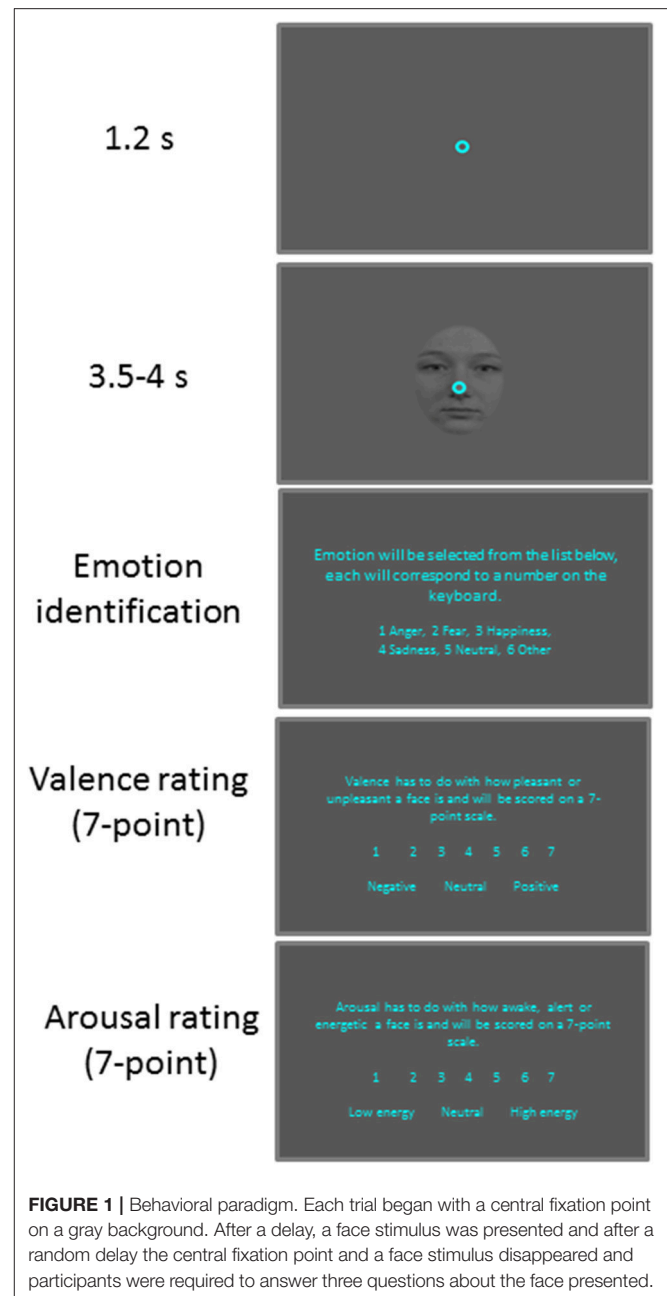 1.2 s
3.5-4 s
Emotion
identification
Emotion will be selected from the list below,
each will correspond to a number on the
keyboard.
1 Anger, 2 Fear, 3 Happiness,
4 Sadness, 5 Neutral, 6 Other
Valence rating
(7-point)
Valence has to do with how pleasant or
unpleasant a face is and will be scored on a 7-
point scale.
1 2 3 4 5 6 7
Negative Neutral Positive
Arousal rating
(7-point)
Arousal has to do with how awake, alert or
energetic a face is and will be scored on a 7-point
scale.
1 2 3 4 5 6 7
Low energy Neutral High energy
FIGURE 1 | Behavioral paradigm. Each trial began with a central fixation point
on a gray background. After a delay, a face stimulus was presented and after a
random delay the central fixation point and a face stimulus disappeared and
participants were required to answer three questions about the face presented.